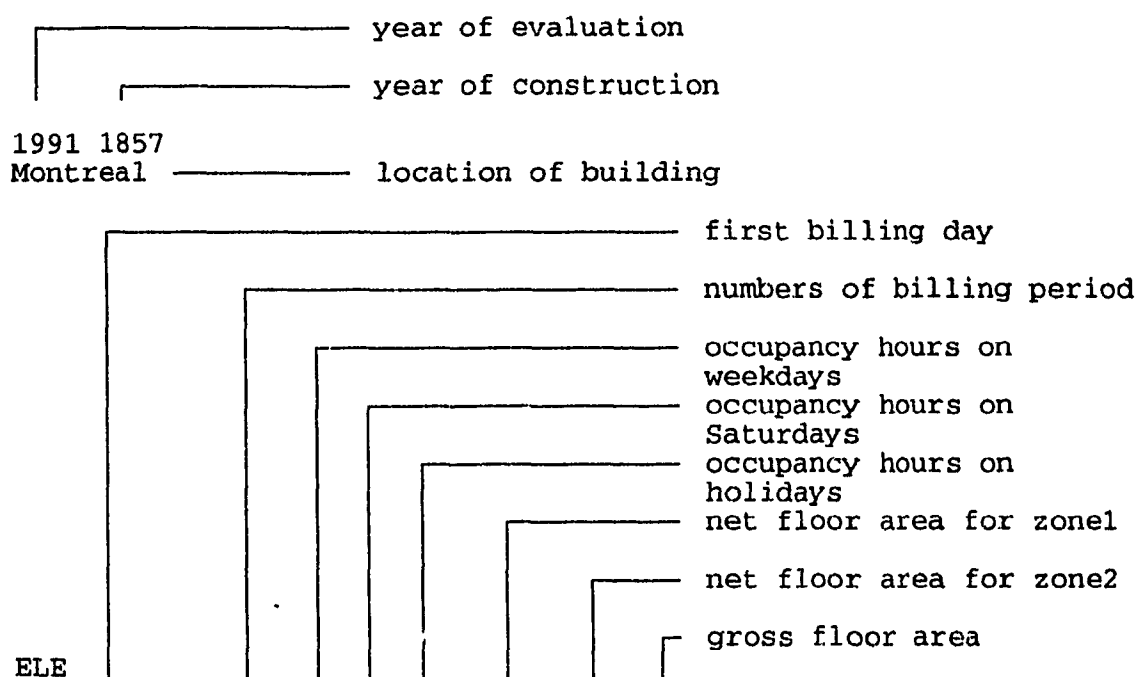 year of evaluation
year of construction
1991 1857
Montreal location of building
first billing day
numbers of billing period
occupancy hours on
weekdays
occupancy hours on
Saturdays
occupancy hours on
holidays
net floor area for zone1
net floor area for zone2
gross floor area
ELE